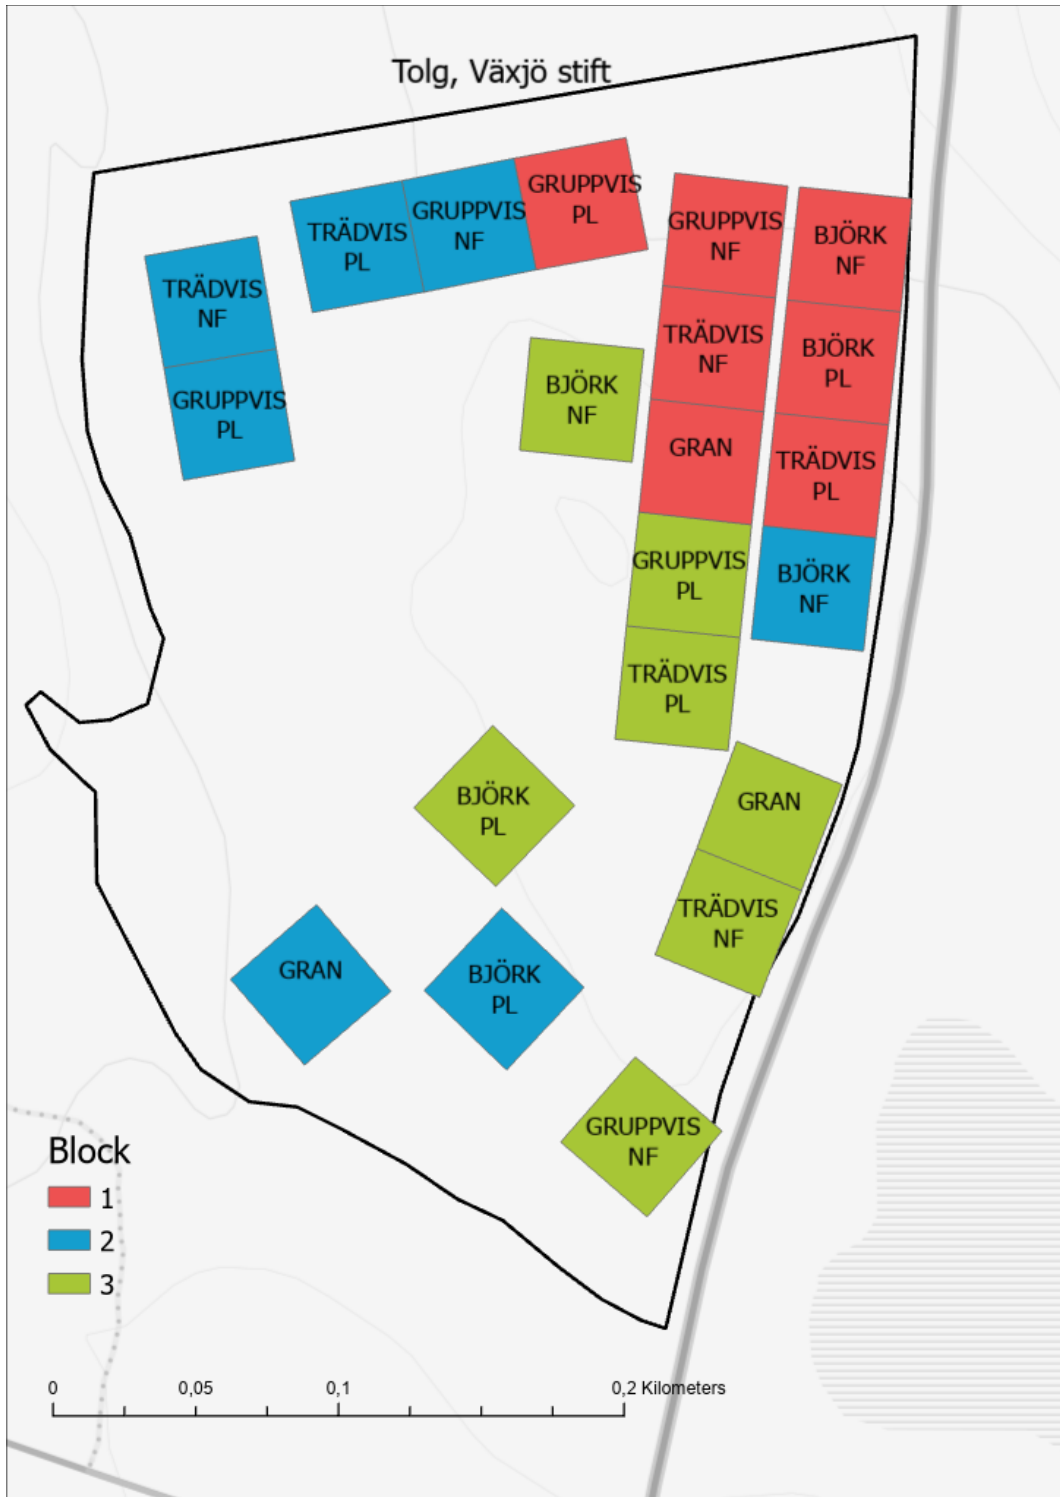 Tolg, Växjö stift
TRÄDVIS
NF
GRUPPVIS
PL
TRÄDVIS
PL
GRUPPVIS
NF
GRUPPVIS
PL
GRUPPVIS
NF
TRÄDVIS
NF
GRAN
GRUPPVIS
PL
TRÄDVIS
PL
BJÖRK
NF
BJÖRK
PL
TRÄDVIS
PL
BJÖRK
NF
BJÖRK
NF
BJÖRK
PL
GRAN
TRÄDVIS
NF
GRAN
BJÖRK
PL
GRUPPVIS
NF
Block
1
2
3
0 0,05 0,1 0,2 Kilometers